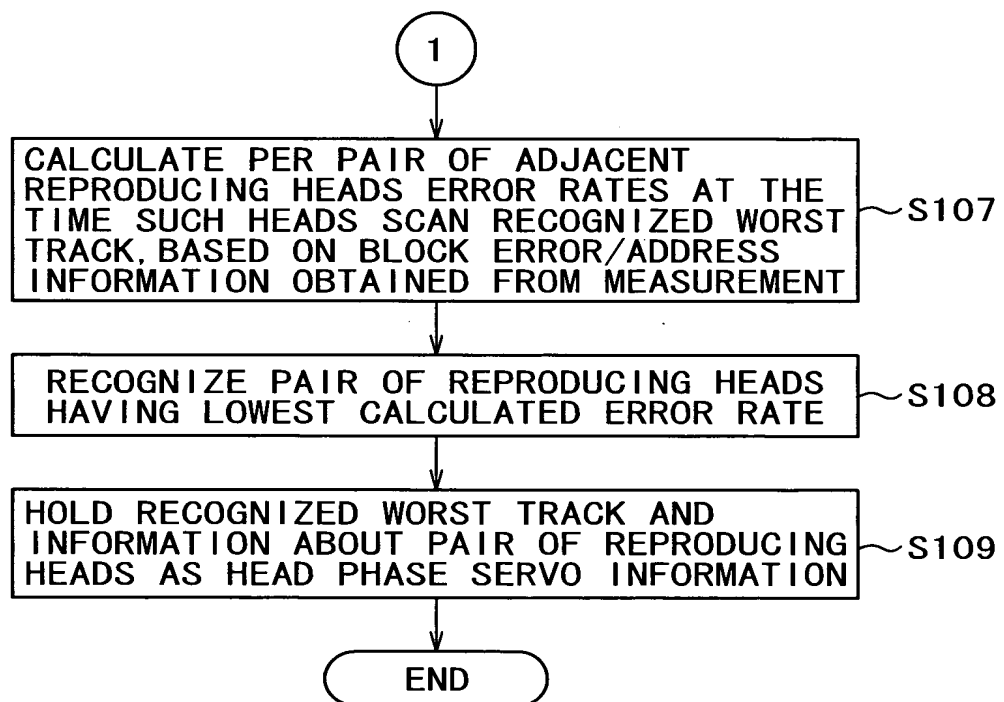 1
CALCULATE PER PAIR OF ADJACENT
REPRODUCING HEADS ERROR RATES AT THE
TIME SUCH HEADS SCAN RECOGNIZED WORST
TRACK, BASED ON BLOCK ERROR/ADDRESS
INFORMATION OBTAINED FROM MEASUREMENT
S107
RECOGNIZE PAIR OF REPRODUCING HEADS
HAVING LOWEST CALCULATED ERROR RATE
S108
HOLD RECOGNIZED WORST TRACK AND
INFORMATION ABOUT PAIR OF REPRODUCING
HEADS AS HEAD PHASE SERVO INFORMATION
S109
END